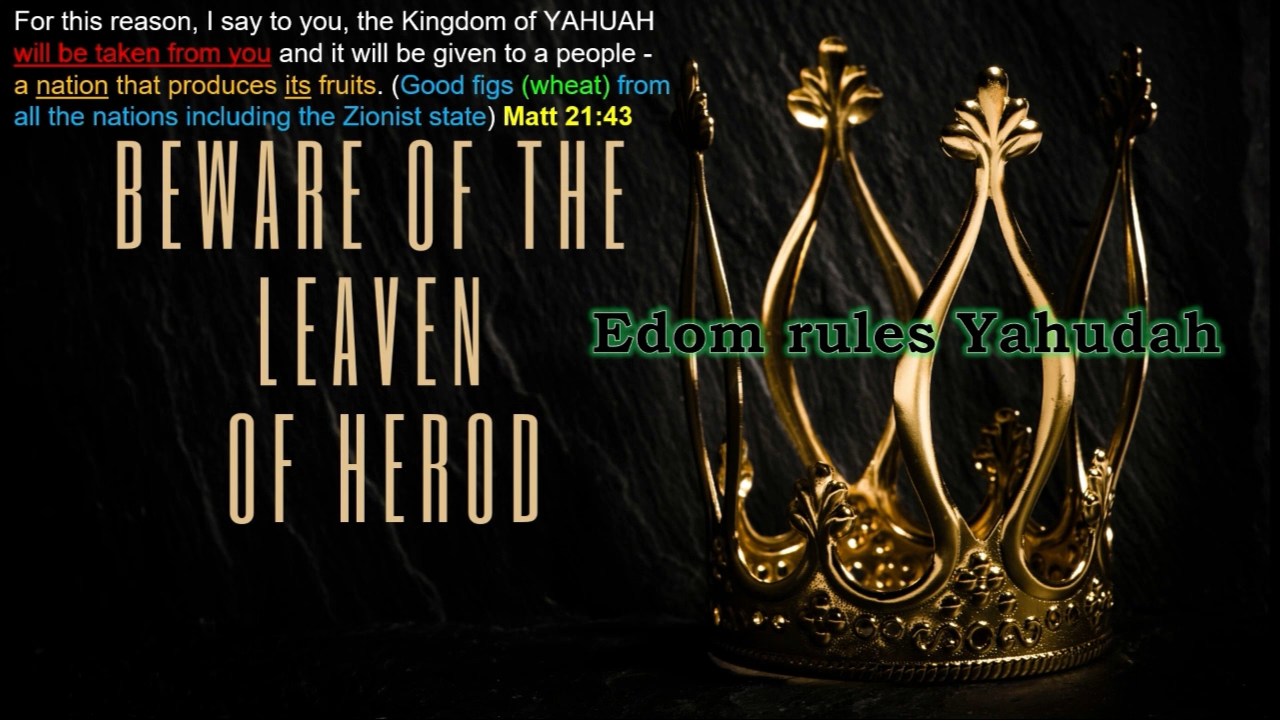 For this reason, I say to you, the Kingdom of YAHUAH
will be taken from you and it will be given to a people -
a nation that produces its fruits. (Good figs (wheat) from
all the nations including the Zionist state) Matt 21:43
BEWARE OF THE
LEAVEN
OF HEROD
Edom rules Yahudah